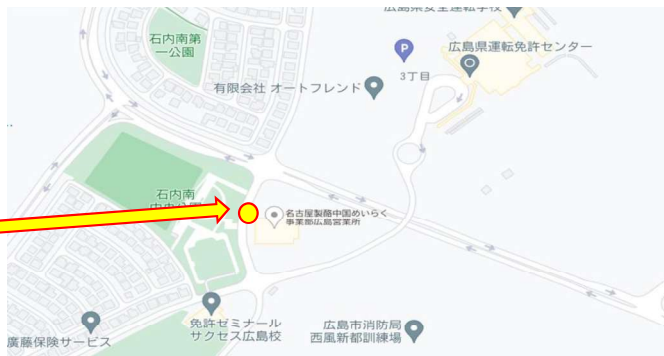 広島県安全運転学校
石内南第
一公園
P
広島県運転免許センター
3丁目
有限会社 オートフレンド
石内南
中央公園
名古屋製酪中国めいらく
事業部広島営業所
免許ゼミナール
サクセス広島校
広島市消防局
西風新都訓練場
廣藤保険サービス